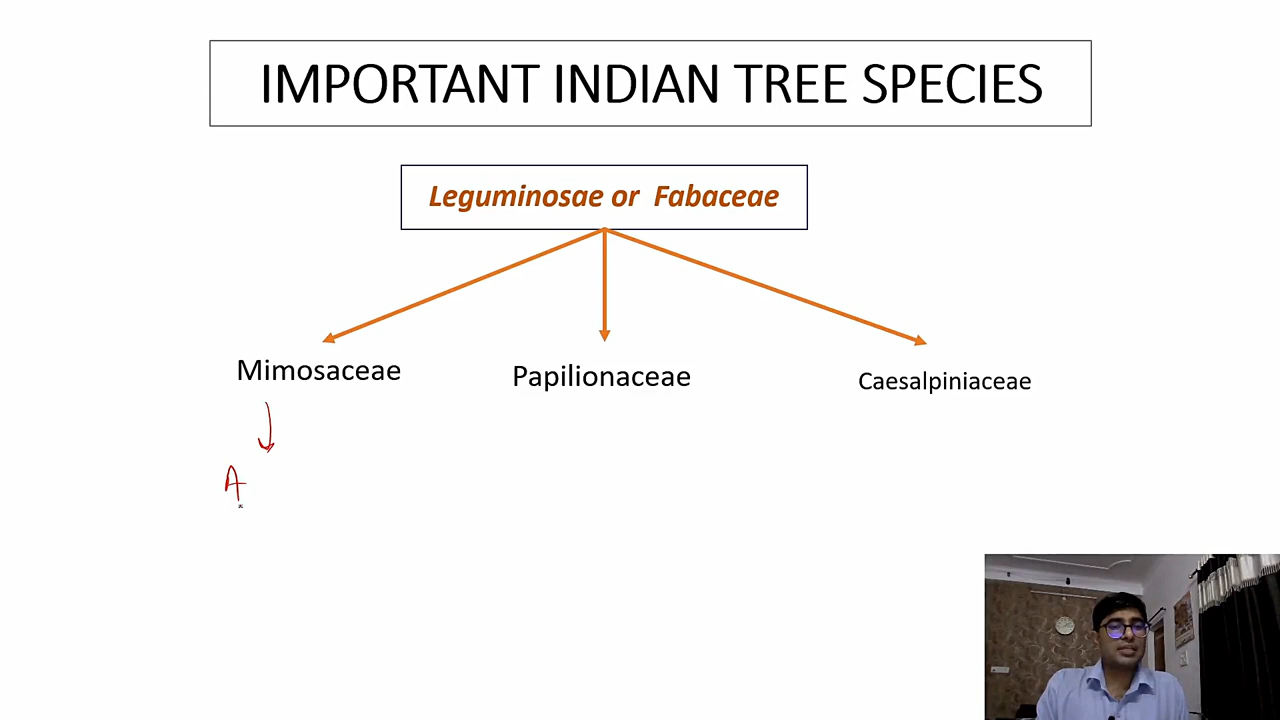 IMPORTANT INDIAN TREE SPECIES
Leguminosae or Fabaceae
Mimosaceae
Papilionaceae
Caesalpiniaceae
A